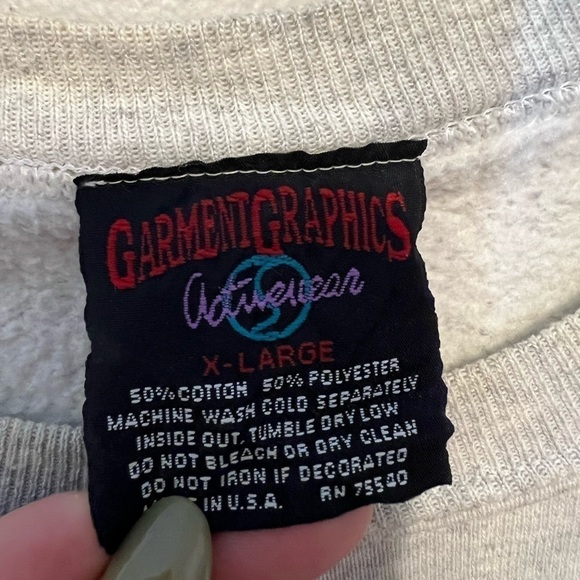 GARMENTGRAPHICS
Activewear
X-LARGE
50% COTTON 50% POLYESTER
MACHINE WASH COLD SEPARATELY
INSIDE OUT. TUMBLE DRY LOW
DO NOT BLEACH OR DRY CLEAN
DO NOT IRON IF DECORATED
IN U.S.A. RN 75540